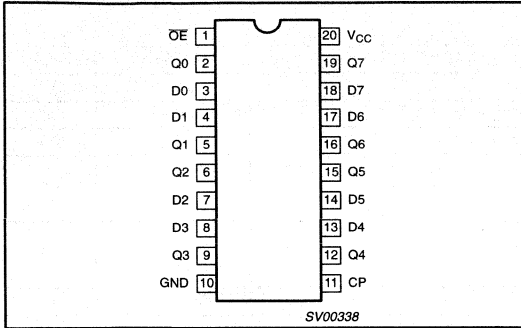 OE 1 20 VCC
Q0 2 19 Q7
D0 3 18 D7
D1 4 17 D6
Q1 5 16 Q6
Q2 6 15 Q5
D2 7 14 D5
D3 8 13 D4
Q3 9 12 Q4
GND 10 11 CP
SV00338